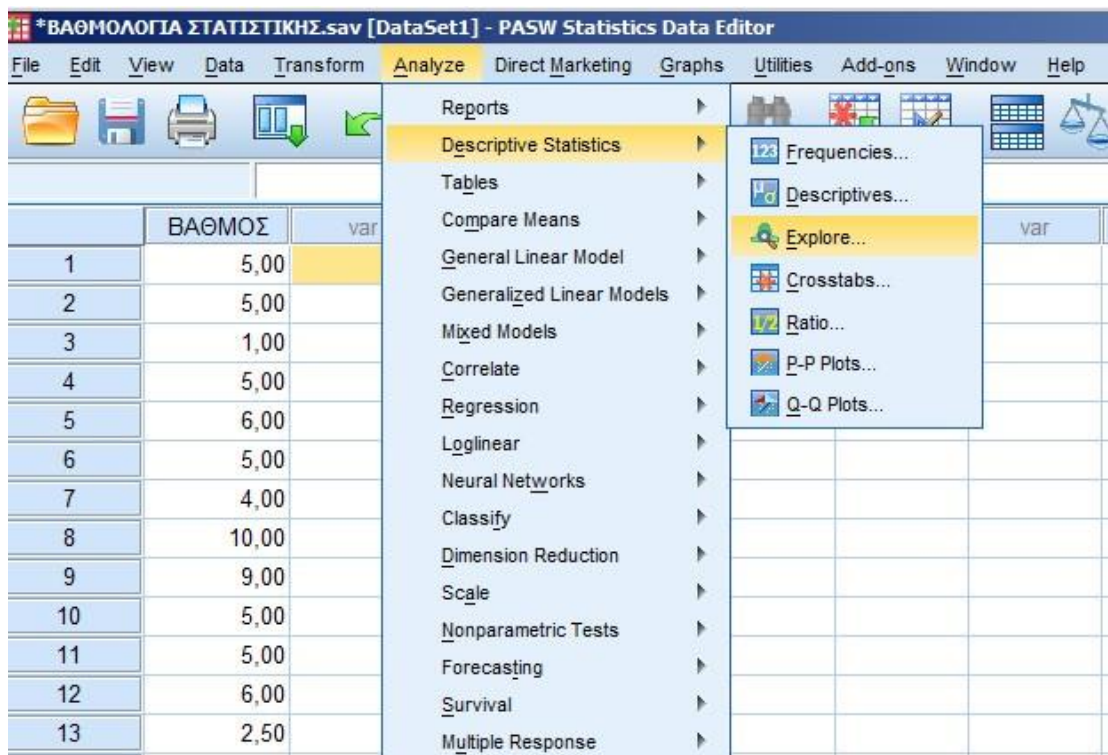 *ΒΑΘΜΟΛΟΓΙΑ ΣΤΑΤΙΣΤΙΚΗΣ.sav [DataSet1] - PASW Statistics Data Editor
File Edit View Data Transform Analyze Direct Marketing Graphs Utilities Add-ons Window Help
Reports
Descriptive Statistics
Tables
Compare Means
General Linear Model
Generalized Linear Models
Mixed Models
Correlate
Regression
Loglinear
Neural Networks
Classify
Dimension Reduction
Scale
Nonparametric Tests
Forecasting
Survival
Multiple Response
123 Frequencies...
Descriptives...
Explore...
Crosstabs...
1/2 Ratio...
P-P Plots...
Q-Q Plots...
ΒΑΘΜΟΣ var var
1 5,00
2 5,00
3 1,00
4 5,00
5 6,00
6 5,00
7 4,00
8 10,00
9 9,00
10 5,00
11 5,00
12 6,00
13 2,50